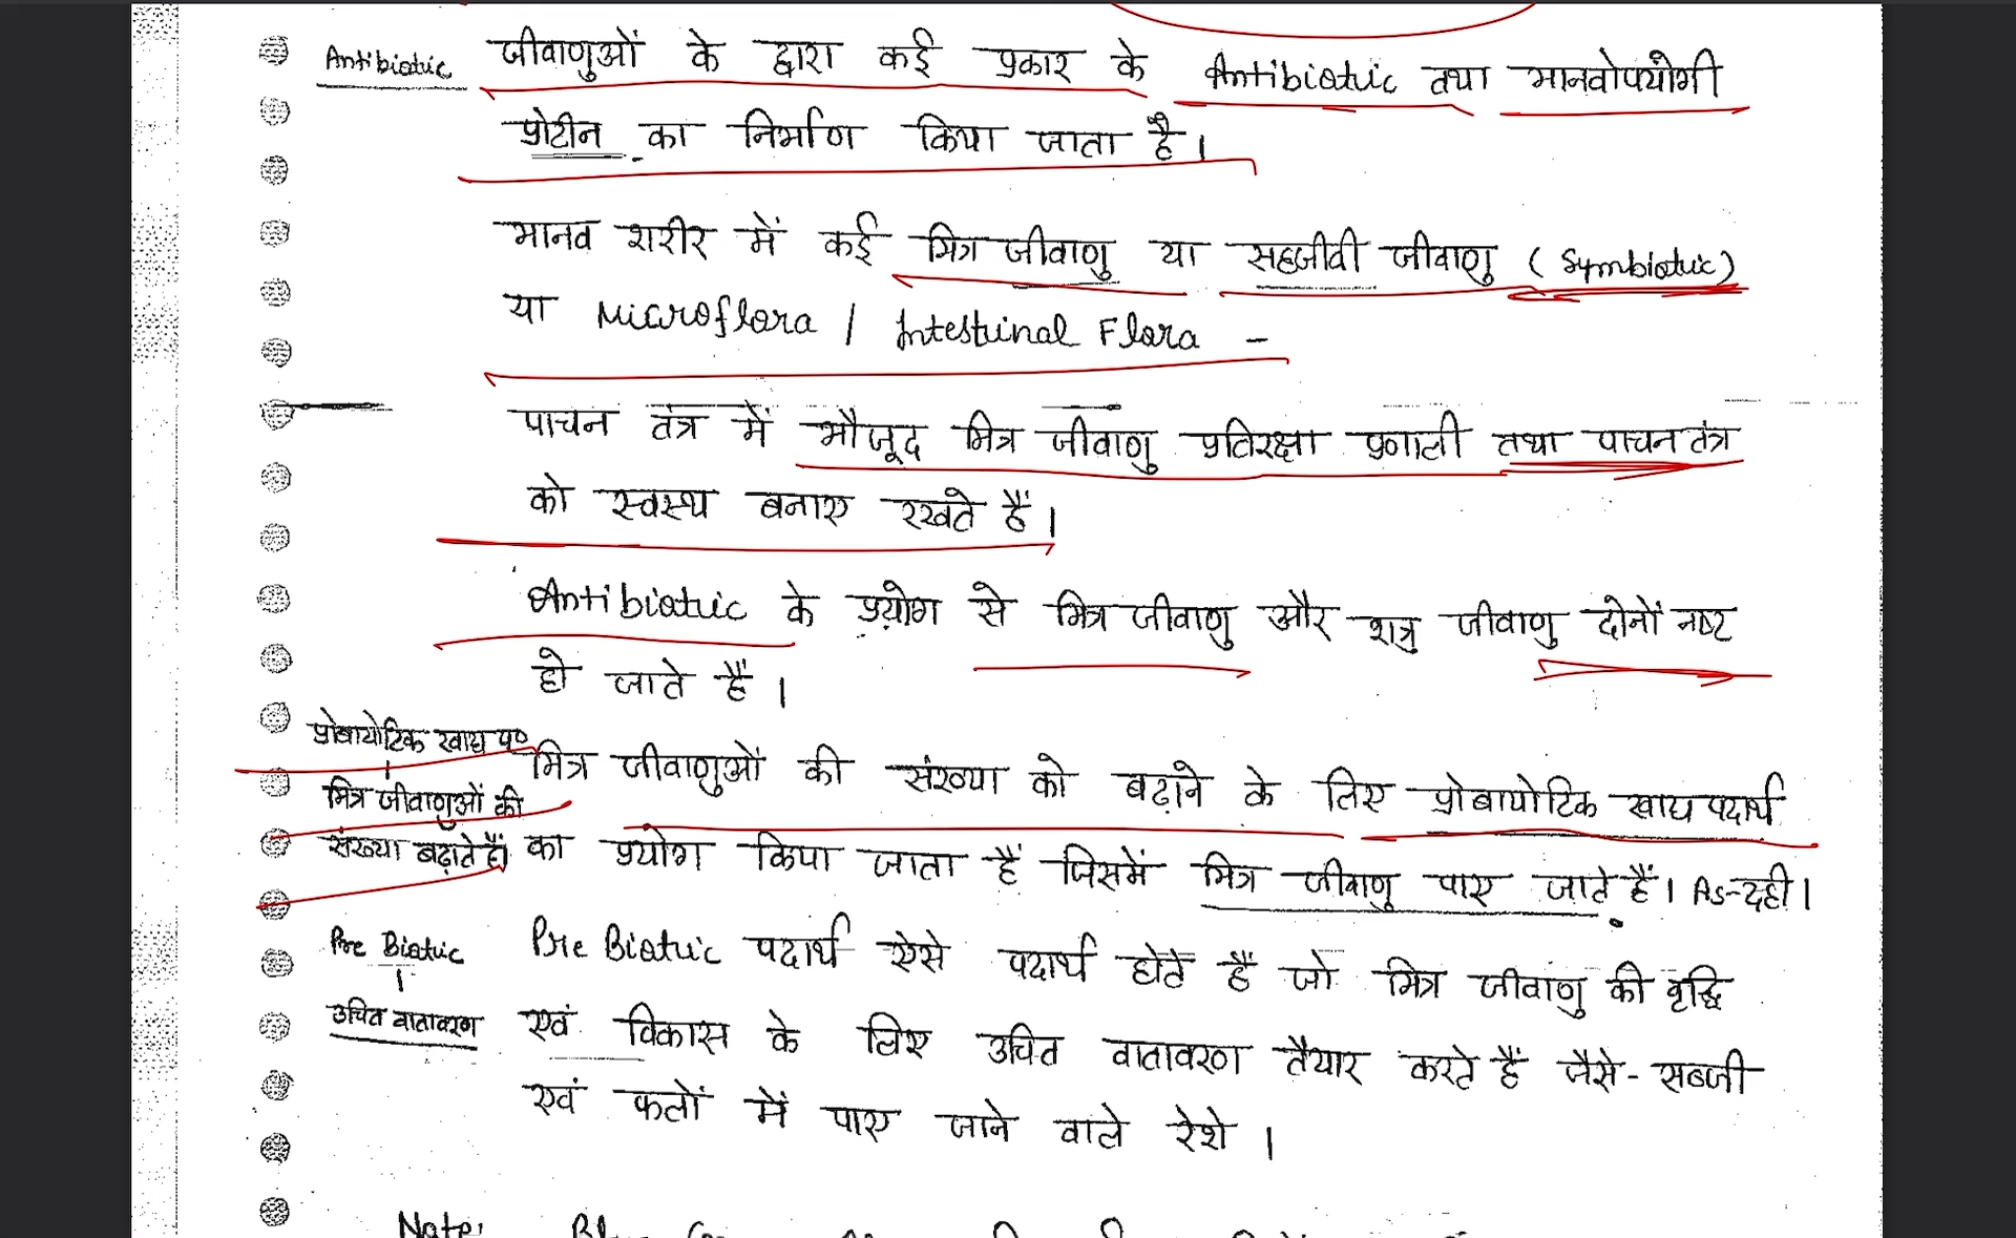 Antibiotic जीवाणुओं के द्वारा कई प्रकार के Antibiotic तथा मानवोपयोगी
प्रोटीन का निर्माण किया जाता है।
मानव शरीर में कई मित्र जीवाणु या सहजीवी जीवाणु (Symbiotic)
या Microflora / Intestinal Flora -
पाचन तंत्र में मौजूद मित्र जीवाणु प्रतिरक्षा प्रणाली तथा पाचन तंत्र
को स्वस्थ बनाए रखते हैं।
Antibiotic के प्रयोग से मित्र जीवाणु और शत्रु जीवाणु दोनों नष्ट
हो जाते हैं।
प्रोबायोटिक खाद्य प०
मित्र जीवाणुओं की
संख्या बढ़ाते हैं।
मित्र जीवाणुओं की संख्या को बढ़ाने के लिए प्रोबायोटिक खाद्य पदार्थ
का प्रयोग किया जाता हैं जिसमें मित्र जीवाणु पाए जाते हैं। As-दही।
Pre Biotic
उचित वातावरण
Pre Biotic पदार्थ ऐसे पदार्थ होते हैं जो मित्र जीवाणु की वृद्धि
एवं विकास के लिए उचित वातावरण तैयार करते हैं जैसे- सब्जी
एवं फलों में पाए जाने वाले रेशे।
Note: